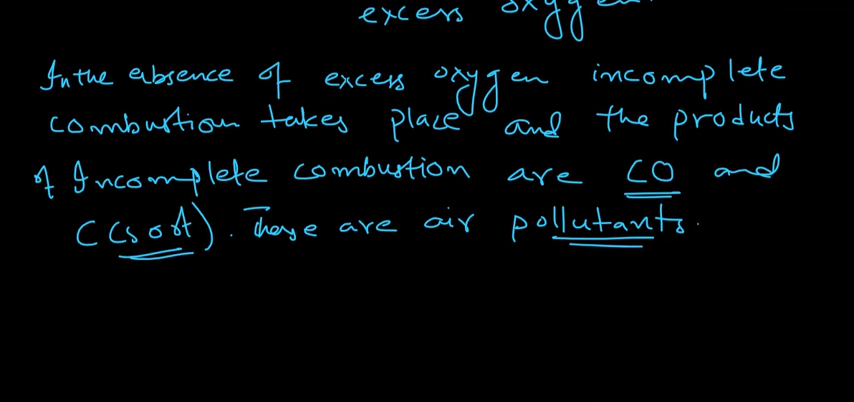 excess oxygen.
In the absence of excess oxygen incomplete
combustion takes place and the products
of Incomplete combustion are CO and
C (soot). These are air pollutants.